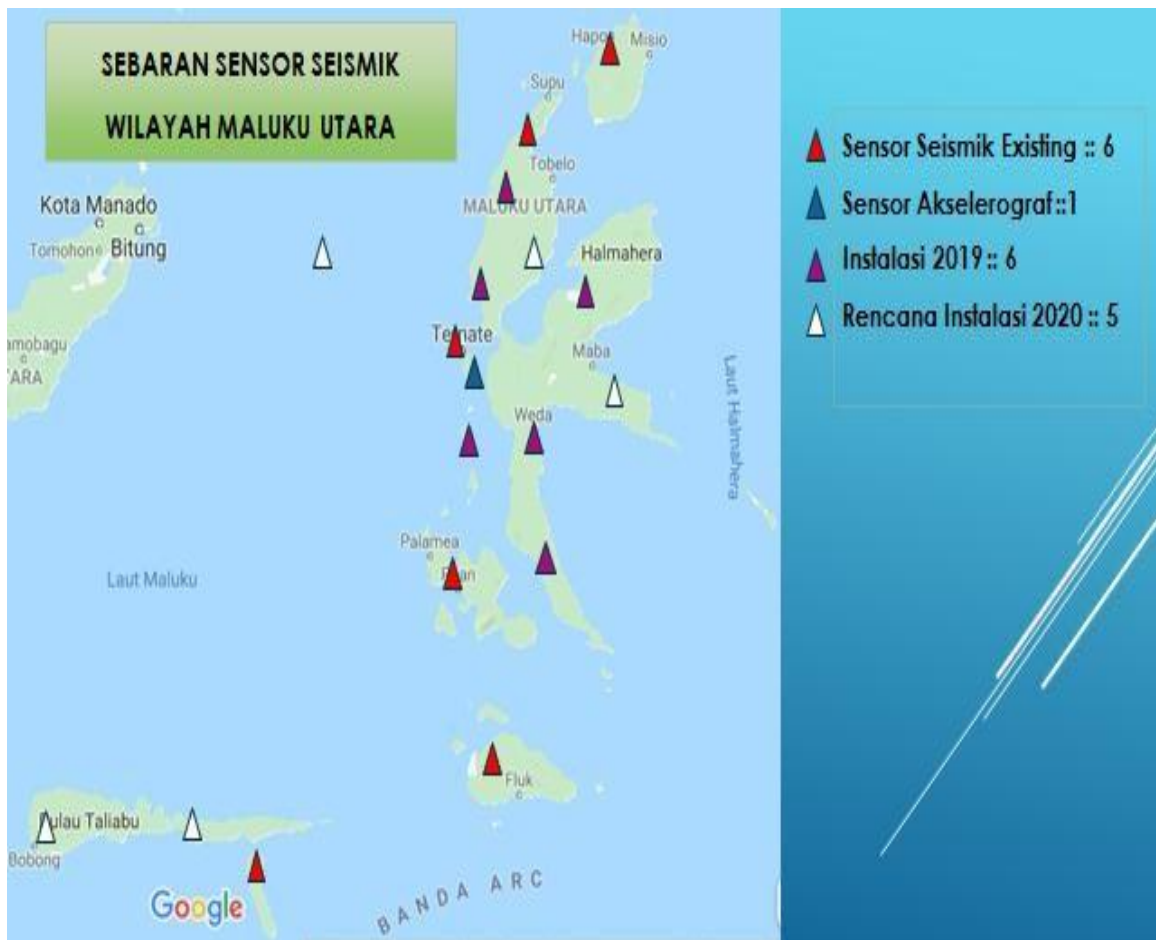 SEBARAN SENSOR SEISMIK
WILAYAH MALUKU UTARA
Hapo
Misio
Supu
Tobelo
MALUKU UTARA
Kota Manado
Tomohon
Bitung
Halmahera
amobagu
TARA
Maba
Weda
Laut Halmahera
Palamea
Laut Maluku
Fluk
Pulau Taliabu
Bobong
Google
BANDA ARC
Sensor Seismik Existing :: 6
Sensor Akselerograf::1
Instalasi 2019:: 6
Rencana Instalasi 2020 :: 5